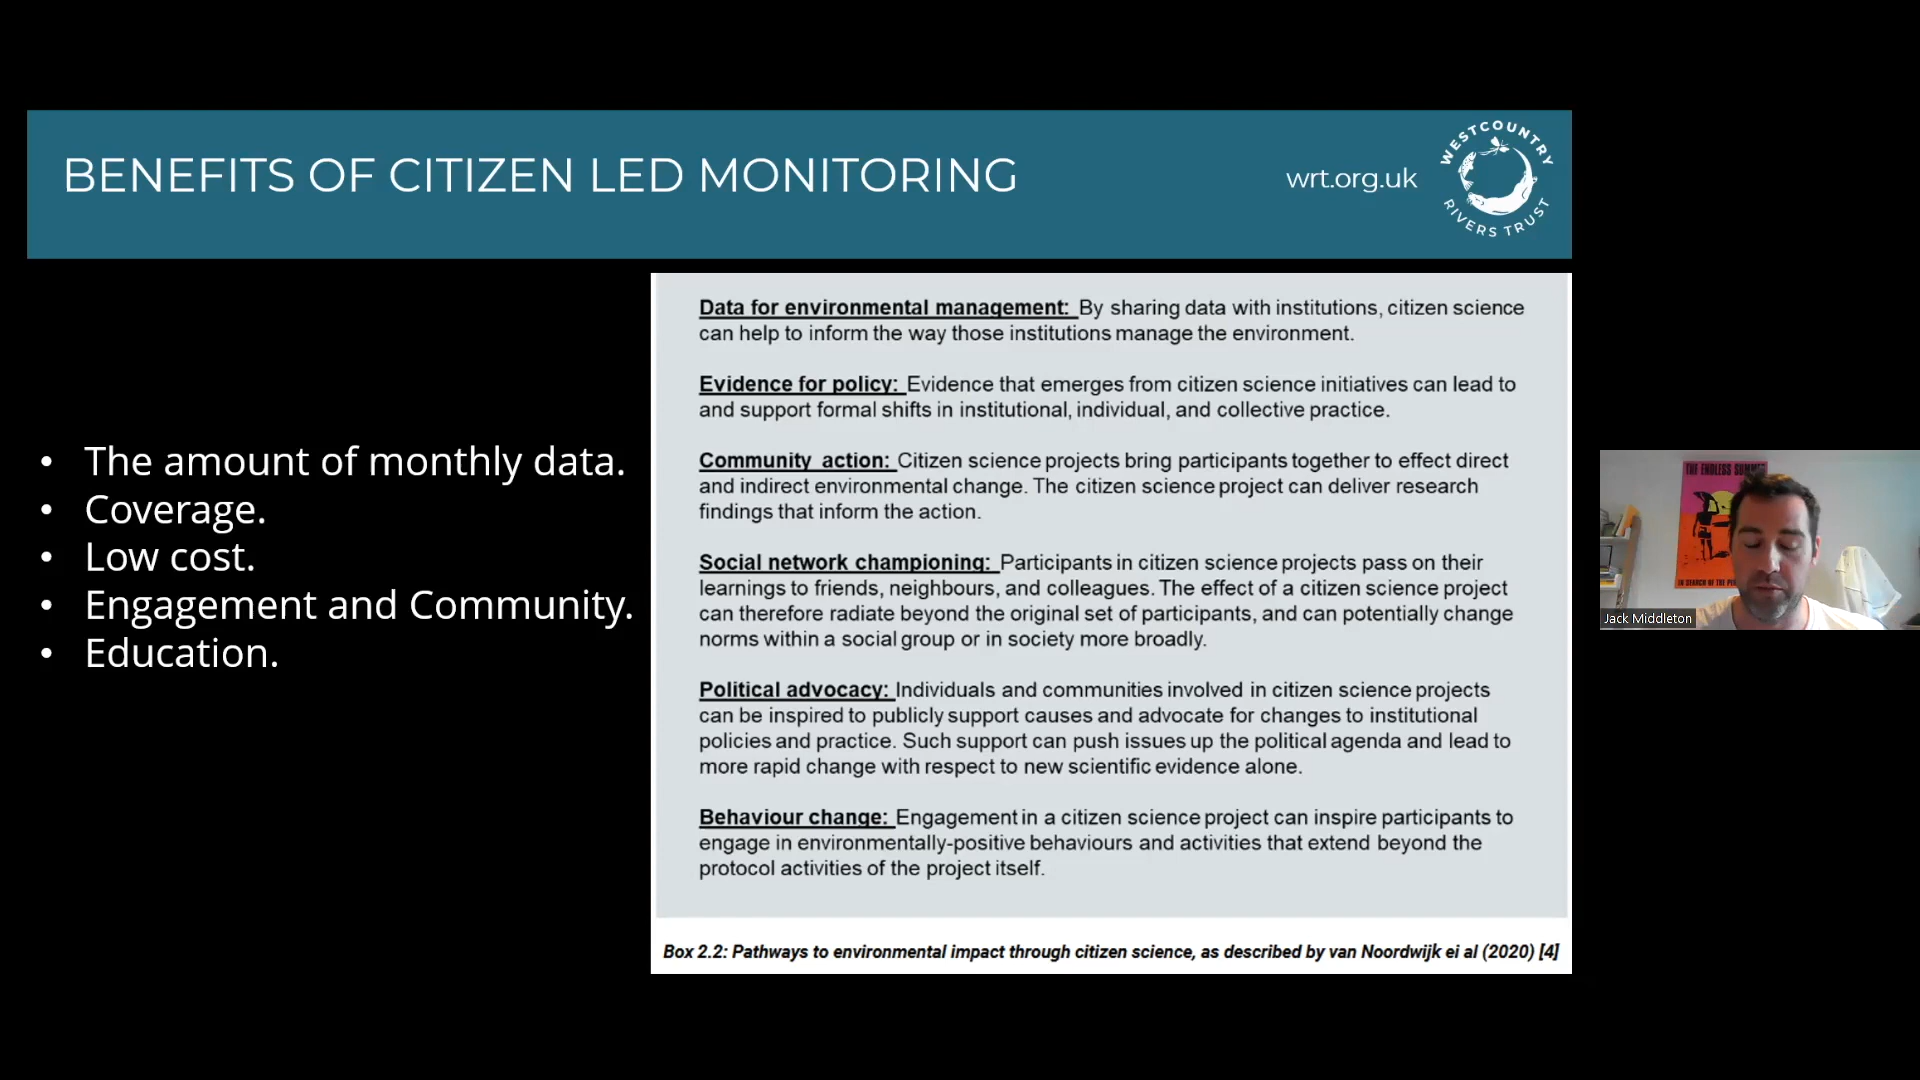 BENEFITS OF CITIZEN LED MONITORING
wrt.org.uk
WESTCOUNTRY
RIVERS TRUST
• The amount of monthly data.
• Coverage.
• Low cost.
• Engagement and Community.
• Education.
Data for environmental management: By sharing data with institutions, citizen science
can help to inform the way those institutions manage the environment.
Evidence for policy: Evidence that emerges from citizen science initiatives can lead to
and support formal shifts in institutional, individual, and collective practice.
Community action: Citizen science projects bring participants together to effect direct
and indirect environmental change. The citizen science project can deliver research
findings that inform the action.
Social network championing: Participants in citizen science projects pass on their
learnings to friends, neighbours, and colleagues. The effect of a citizen science project
can therefore radiate beyond the original set of participants, and can potentially change
norms within a social group or in society more broadly.
Political advocacy: Individuals and communities involved in citizen science projects
can be inspired to publicly support causes and advocate for changes to institutional
policies and practice. Such support can push issues up the political agenda and lead to
more rapid change with respect to new scientific evidence alone.
Behaviour change: Engagement in a citizen science project can inspire participants to
engage in environmentally-positive behaviours and activities that extend beyond the
protocol activities of the project itself.
Box 2.2: Pathways to environmental impact through citizen science, as described by van Noordwijk ei al (2020) [4]
THE ENDLESS
IN SEARCH OF THE
Jack Middleton